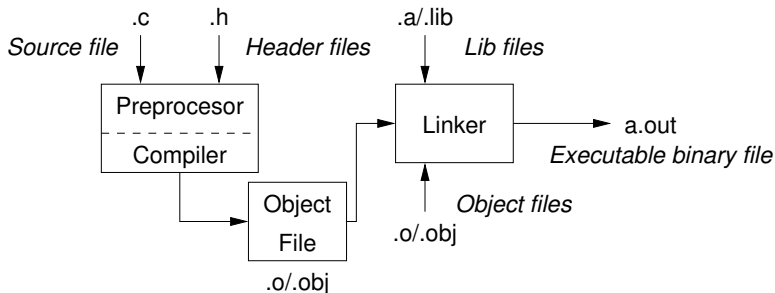 .c
.h
.a/.lib
Source file
Header files
Lib files
Preprocesor
Compiler
Linker
a.out
Executable binary file
Object
File
.o/.obj
Object files
.o/.obj